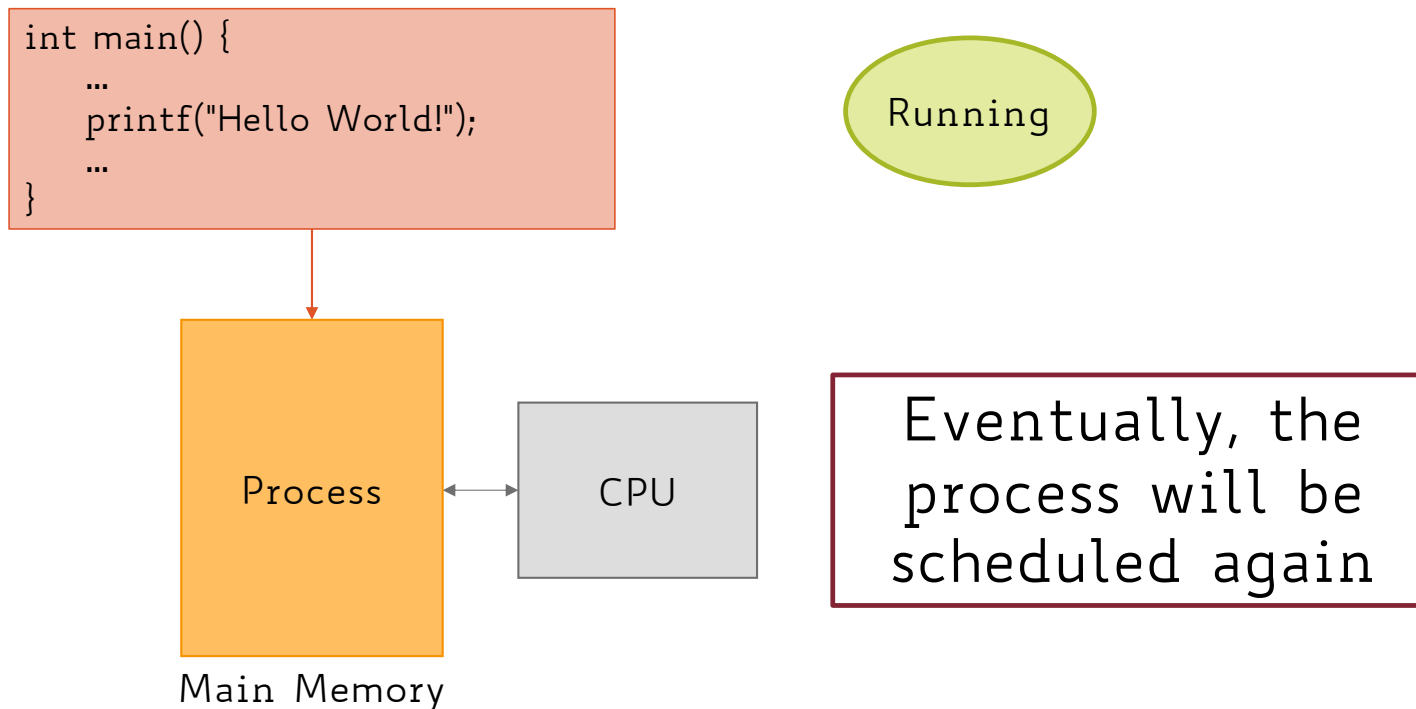 int main() {
…
printf("Hello World!");
…
}
Running
Process
CPU
Eventually, the
process will be
scheduled again
Main Memory